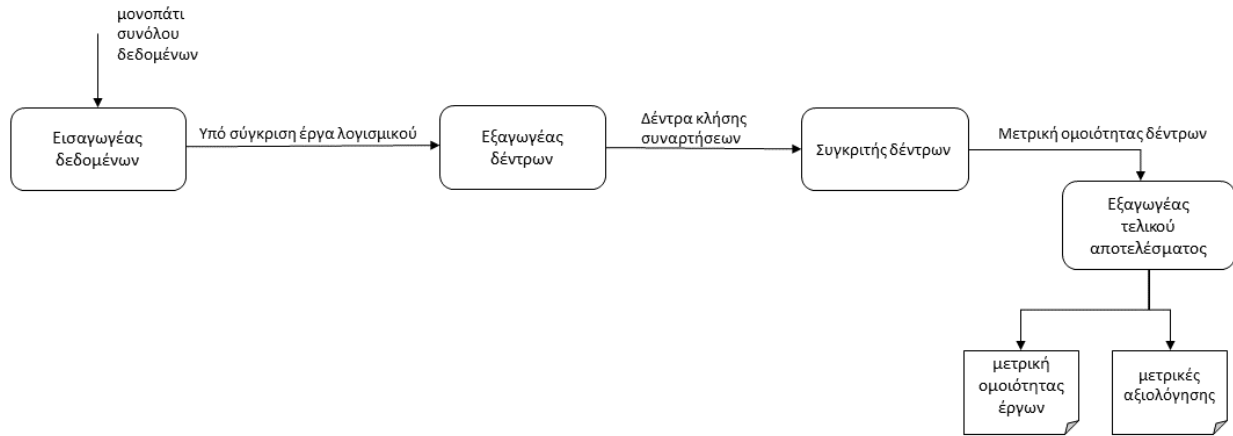 μονοπάτι
συνόλου
δεδομένων
Εισαγωγέας
δεδομένων
Υπό σύγκριση έργα λογισμικού
Εξαγωγέας
δέντρων
Δέντρα κλήσης
συναρτήσεων
Συγκριτής δέντρων
Μετρική ομοιότητας δέντρων
Εξαγωγέας
τελικού
αποτελέσματος
μετρική
ομοιότητας
έργων
μετρικές
αξιολόγησης